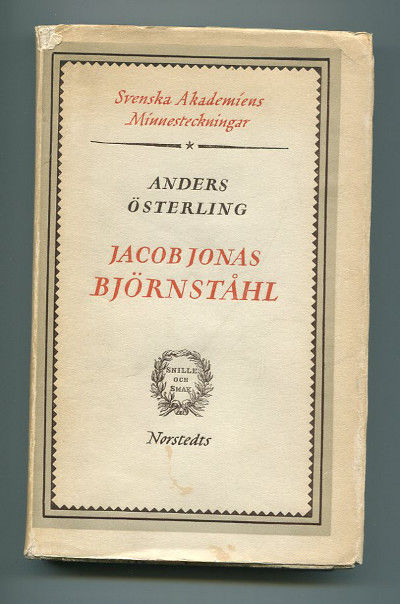 Svenska Akademiens
Minnesteckningar
ANDERS
ÖSTERLING
JACOB JONAS
BJÖRNSTÅHL
SNILLE
OCH
SMAK
Norstedts